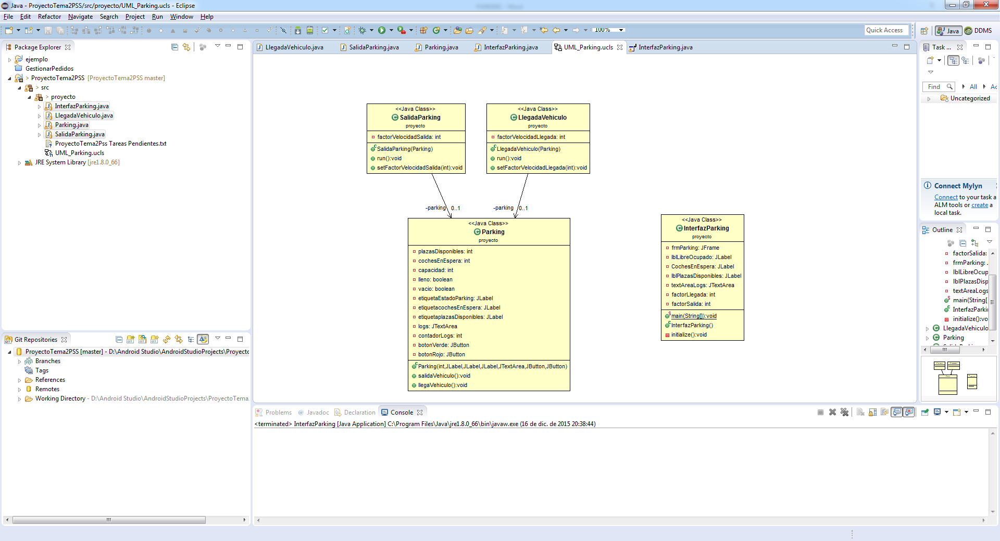 Java - ProyectoTema2PSS/src/proyecto/UML_Parking.ucls - Eclipse
File Edit Refactor Navigate Search Project Run Window Help
100%
Quick Access
Java
DDMS
Package Explorer
ejemplo
GestionarPedidos
> ProyectoTema2PSS [ProyectoTema2PSS master]
> src
> proyecto
InterfazParking.java
LlegadaVehiculo.java
Parking.java
SalidaParking.java
ProyectoTema2Pss Tareas Pendientes.txt
UML_Parking.ucls
JRE System Library [jre1.8.0_66]
Git Repositories
ProyectoTema2PSS [master] - D:\Android Studio\AndroidStudioProjects\Proyecto
Branches
Tags
References
Remotes
Working Directory - D:\Android Studio\AndroidStudioProjects\ProyectoTema
LlegadaVehiculo.java
SalidaParking.java
Parking.java
InterfazParking.java
UML_Parking.ucls
InterfazParking.java
<<Java Class>>
SalidaParking
proyecto
factorVelocidadSalida: int
SalidaParking(Parking)
run():void
setFactorVelocidadSalida(int):void
<<Java Class>>
LlegadaVehiculo
proyecto
factorVelocidadLlegada: int
LlegadaVehiculo(Parking)
run():void
setFactorVelocidadLlegada(int):void
-parking 0..1
-parking 0..1
<<Java Class>>
Parking
proyecto
plazasDisponibles: int
cochesEnEspera: int
capacidad: int
lleno: boolean
vacio: boolean
etiquetaEstadoParking: JLabel
etiquetacochesEnEspera: JLabel
etiquetaplazasDisponibles: JLabel
logs: JTextArea
contadorLogs: int
botonVerde: JButton
botonRojo: JButton
Parking(int,JLabel,JLabel,JLabel,JTextArea,JButton,JButton)
salidaVehiculo():void
llegaVehiculo():void
<<Java Class>>
InterfazParking
proyecto
frmParking: JFrame
lblLibreOcupado: JLabel
CochesEnEspera: JLabel
lblPlazasDisponibles: JLabel
textAreaLogs: JTextArea
factorLlegada: int
factorSalida: int
main(String[]):void
InterfazParking()
initialize():void
Task ...
Find
All
Ac
Uncategorized
Connect Mylyn
Connect to your task a
ALM tools or create a
local task.
Outline
factorSalida:
frmParking: J
lblLibreOcup
lblPlazasDisp
textAreaLogs
main(String[]
InterfazParki
initialize():vo
LlegadaVehiculo
Parking
Problems
@ Javadoc
Declaration
Console
<terminated> InterfazParking [Java Application] C:\Program Files\Java\jre1.8.0_66\bin\javaw.exe (16 de dic. de 2015 20:38:44)